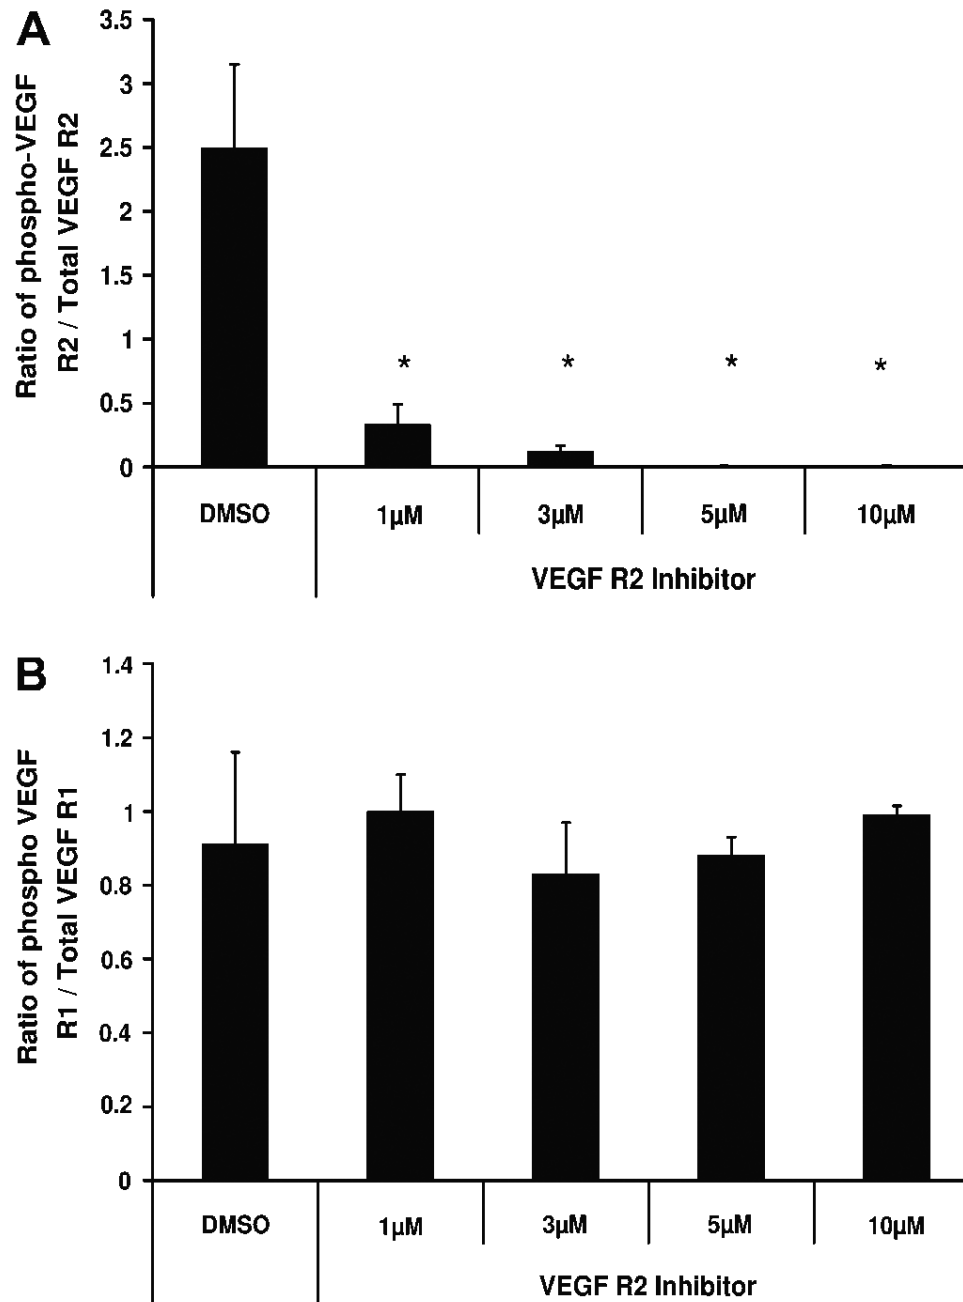 A
Ratio of phospho-VEGF
R2 / Total VEGF R2
3.5
3
2.5
2
1.5
1
0.5
0
* * * *
DMSO 1µM 3µM 5µM 10µM
VEGF R2 Inhibitor
B
Ratio of phospho VEGF
R1 / Total VEGF R1
1.4
1.2
1
0.8
0.6
0.4
0.2
0
DMSO 1µM 3µM 5µM 10µM
VEGF R2 Inhibitor